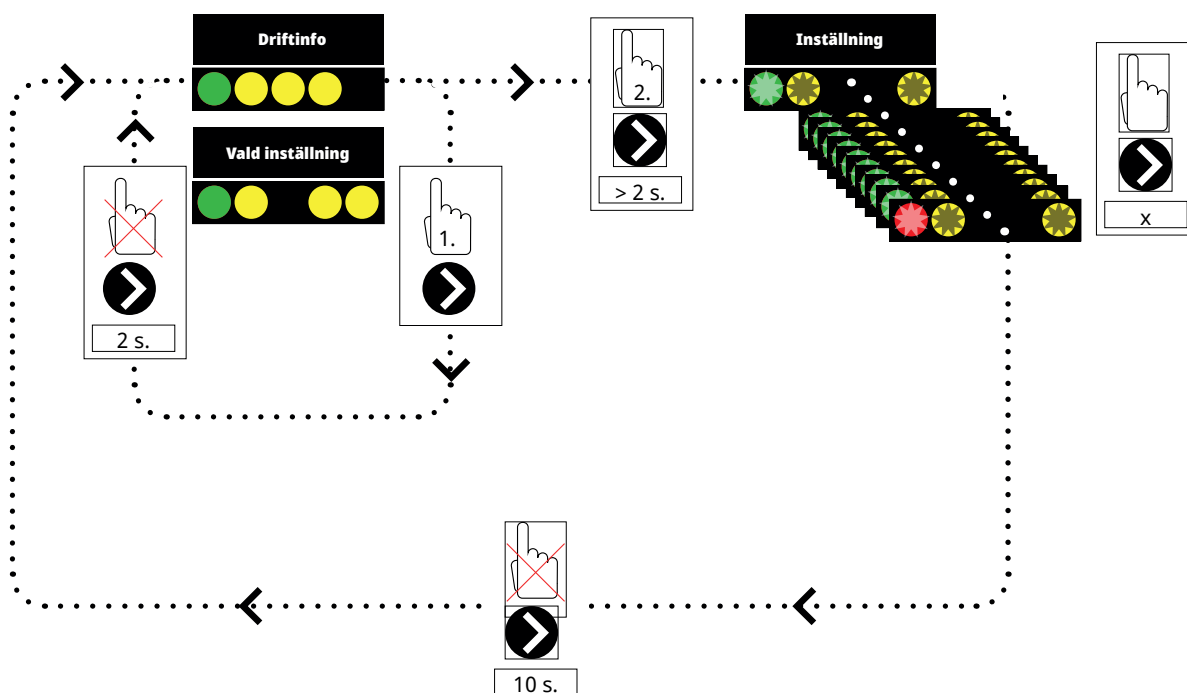 Driftinfo
Vald inställning
2 s.
1.
2.
> 2 s.
Inställning
x
10 s.